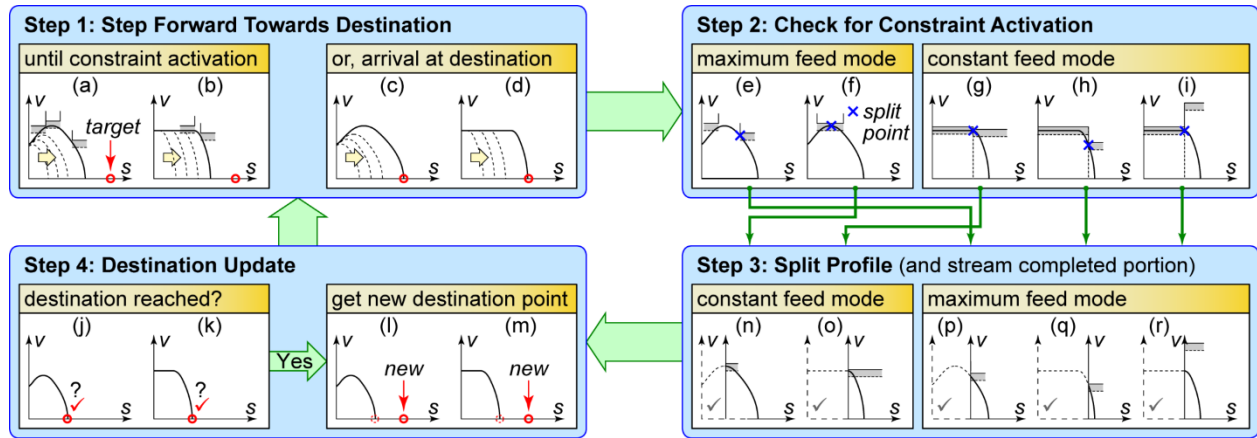 Step 1: Step Forward Towards Destination
until constraint activation
(a) (b)
v v
target
s s
or, arrival at destination
(c) (d)
v v
s s
Step 2: Check for Constraint Activation
maximum feed mode
(e) (f)
v v
split
point
s s
constant feed mode
(g) (h) (i)
v v v
s s s
Step 4: Destination Update
destination reached?
(j) (k)
v v
? ?
s s
Yes
get new destination point
(l) (m)
v v
new new
s s
Step 3: Split Profile (and stream completed portion)
constant feed mode
(n) (o)
v v
s s
maximum feed mode
(p) (q) (r)
v v v
s s s